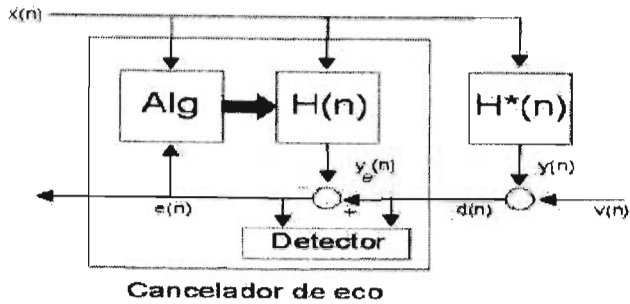 x(n)
Alg
H(n)
H*(n)
y_e(n)
y(n)
+
e(n)
d(n)
v(n)
Detector
Cancelador de eco